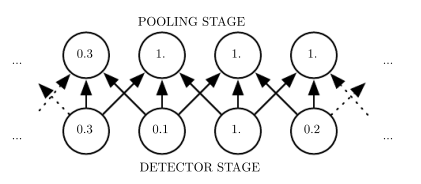 POOLING STAGE
... 0.3 1. 1. 1. ...
... 0.3 0.1 1. 0.2 ...
DETECTOR STAGE